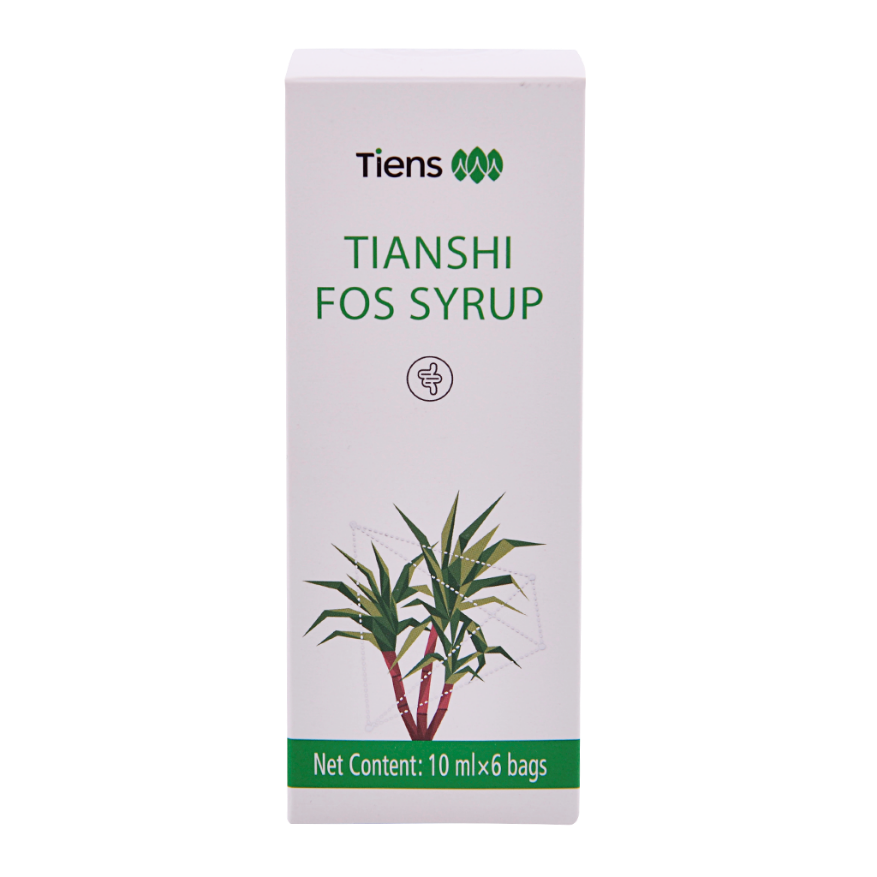 Tiens
TIANSHI
FOS SYRUP
Net Content: 10 ml×6 bags